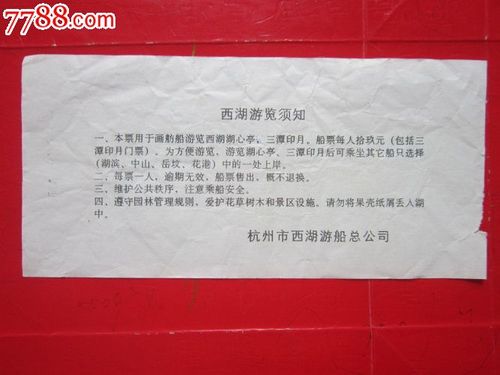 7788.com
西湖游览须知
一、本票用于画舫船游览西湖湖心亭、三潭印月。船票每人拾玖元（包括三
潭印月门票）。为方便游览，游览湖心亭、三潭印月后可乘坐其它船只选择
（湖滨、中山、岳坟、花港）中的一处上岸。
二、每票一人，逾期无效，船票售出，概不退换。
三、维护公共秩序，注意乘船安全。
四、遵守园林管理规则，爱护花草树木和景区设施。请勿将果壳纸屑丢入湖
中。
杭州市西湖游船总公司